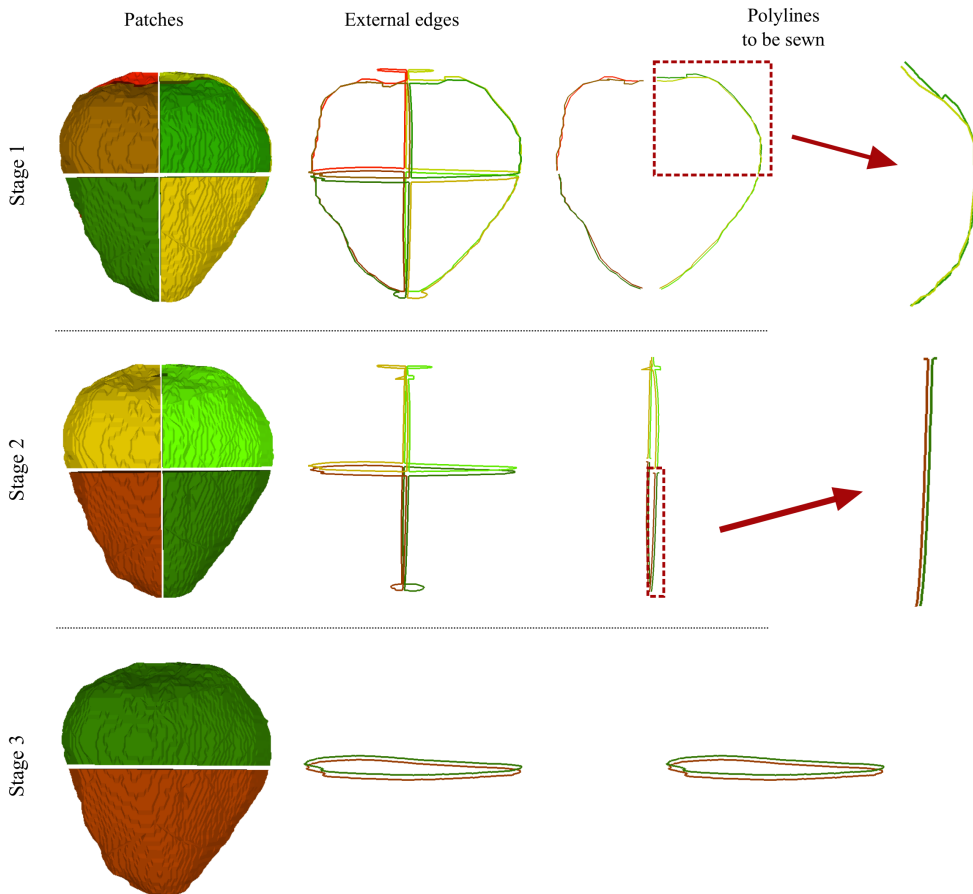 Patches
External edges
Polylines
to be sewn
Stage 1
Stage 2
Stage 3